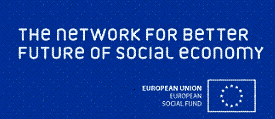 THE NETWORK FOR BETTER
FUTURE OF SOCIAL ECONOMY
EUROPEAN UNION
EUROPEAN
SOCIAL FUND